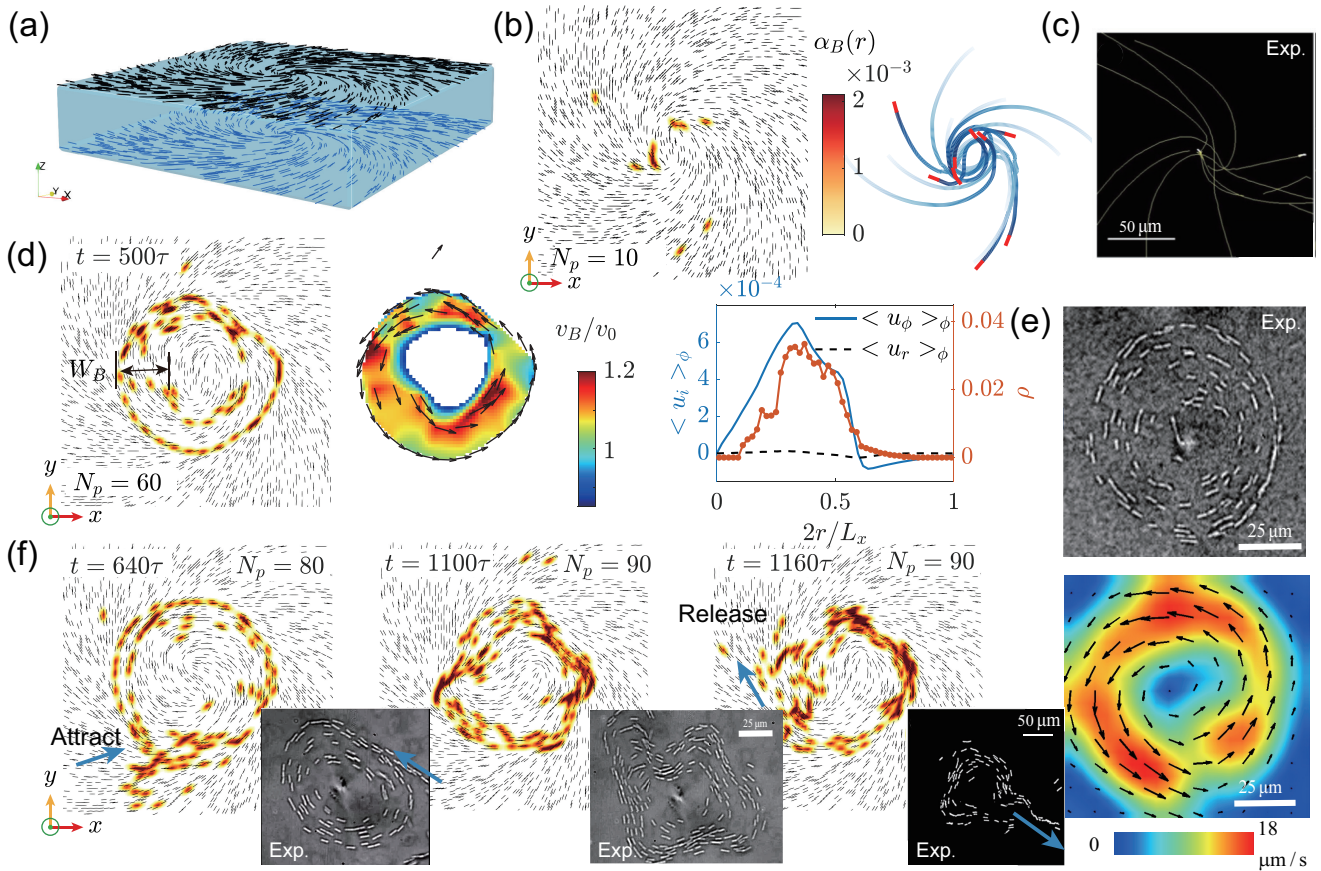 (a)
Z
Y
X
(b)
y
x
N_p = 10
α_B(r)
×10⁻³
2
1
0
(c)
Exp.
50 μm
(d)
t = 500τ
W_B
y
x
N_p = 60
v_B/v_0
1.2
1
0.8
×10⁻⁴
6
4
2
0
< u_i >_ϕ
< u_ϕ >_ϕ
< u_r >_ϕ
0.04
0.02
0
ρ
0
0.5
1
2r/L_x
(e)
Exp.
25 μm
25 μm
0
18
μm / s
(f)
t = 640τ
N_p = 80
Attract
y
x
Exp.
t = 1100τ
N_p = 90
25 μm
Exp.
t = 1160τ
N_p = 90
Release
50 μm
Exp.